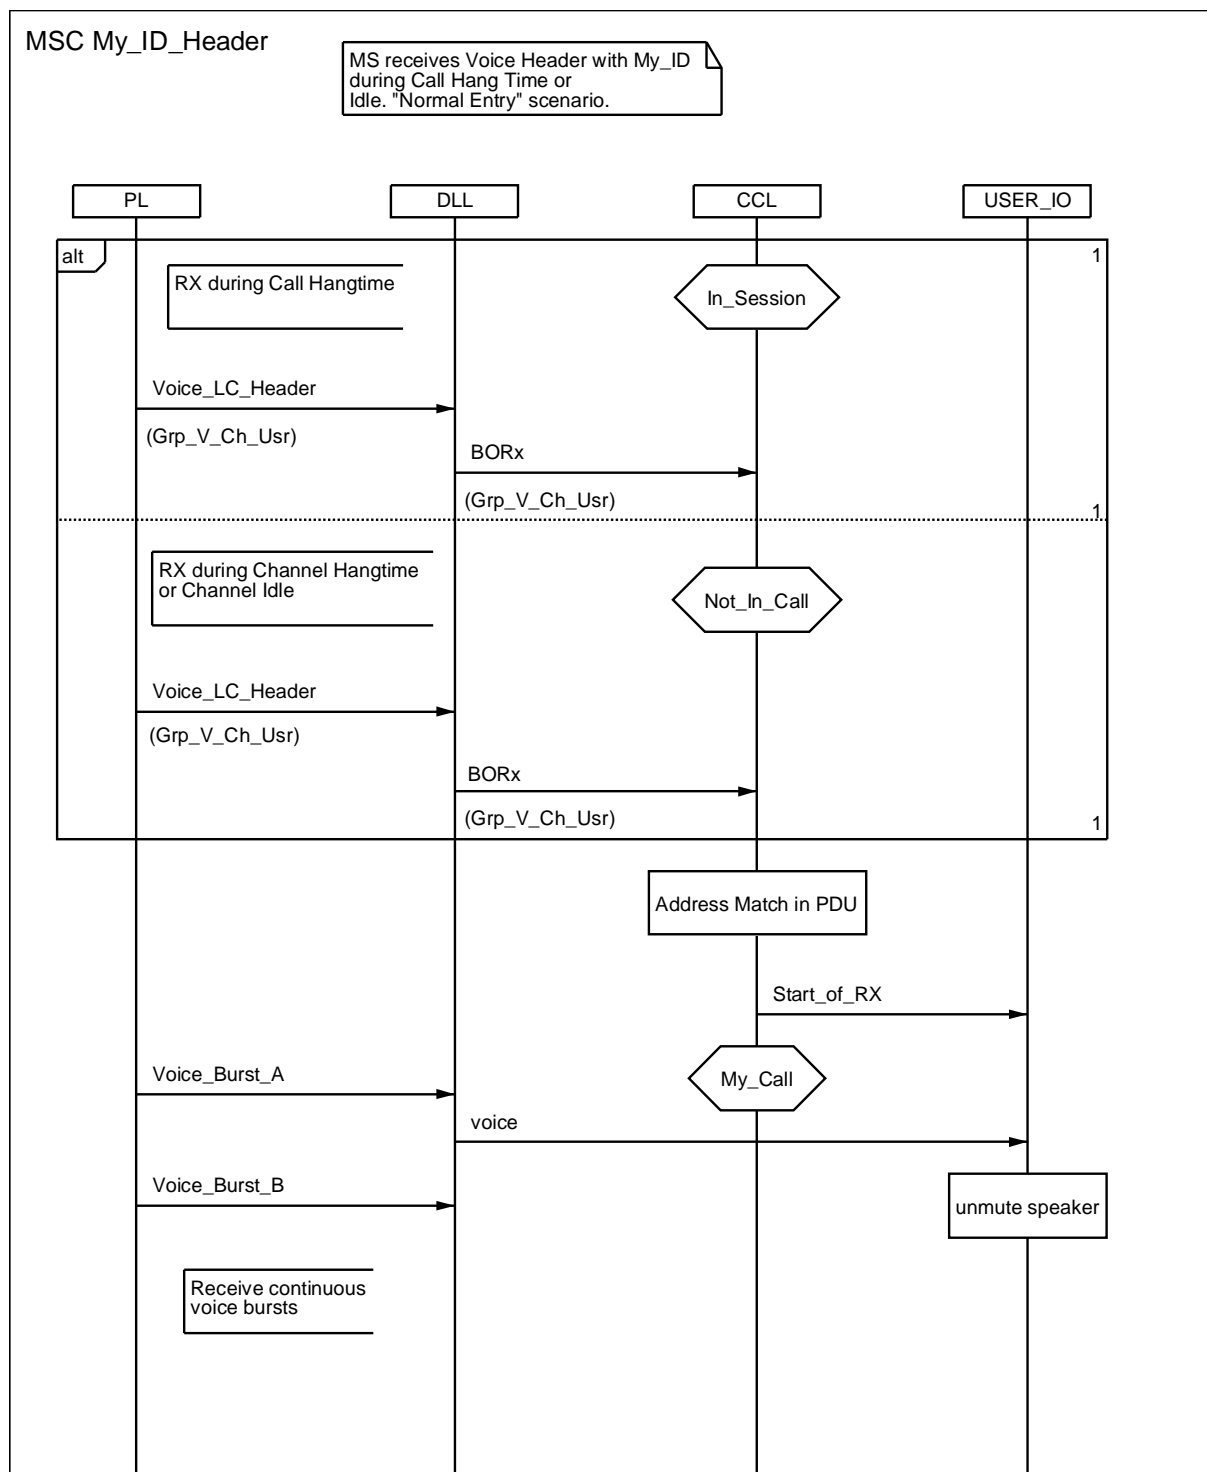 MSC My_ID_Header
MS receives Voice Header with My_ID
during Call Hang Time or
Idle. "Normal Entry" scenario.
PL
DLL
CCL
USER_IO
alt
1
RX during Call Hangtime
In_Session
Voice_LC_Header
(Grp_V_Ch_Usr)
BORx
(Grp_V_Ch_Usr)
1
RX during Channel Hangtime
or Channel Idle
Not_In_Call
Voice_LC_Header
(Grp_V_Ch_Usr)
BORx
(Grp_V_Ch_Usr)
1
Address Match in PDU
Start_of_RX
Voice_Burst_A
My_Call
voice
Voice_Burst_B
unmute speaker
Receive continuous
voice bursts